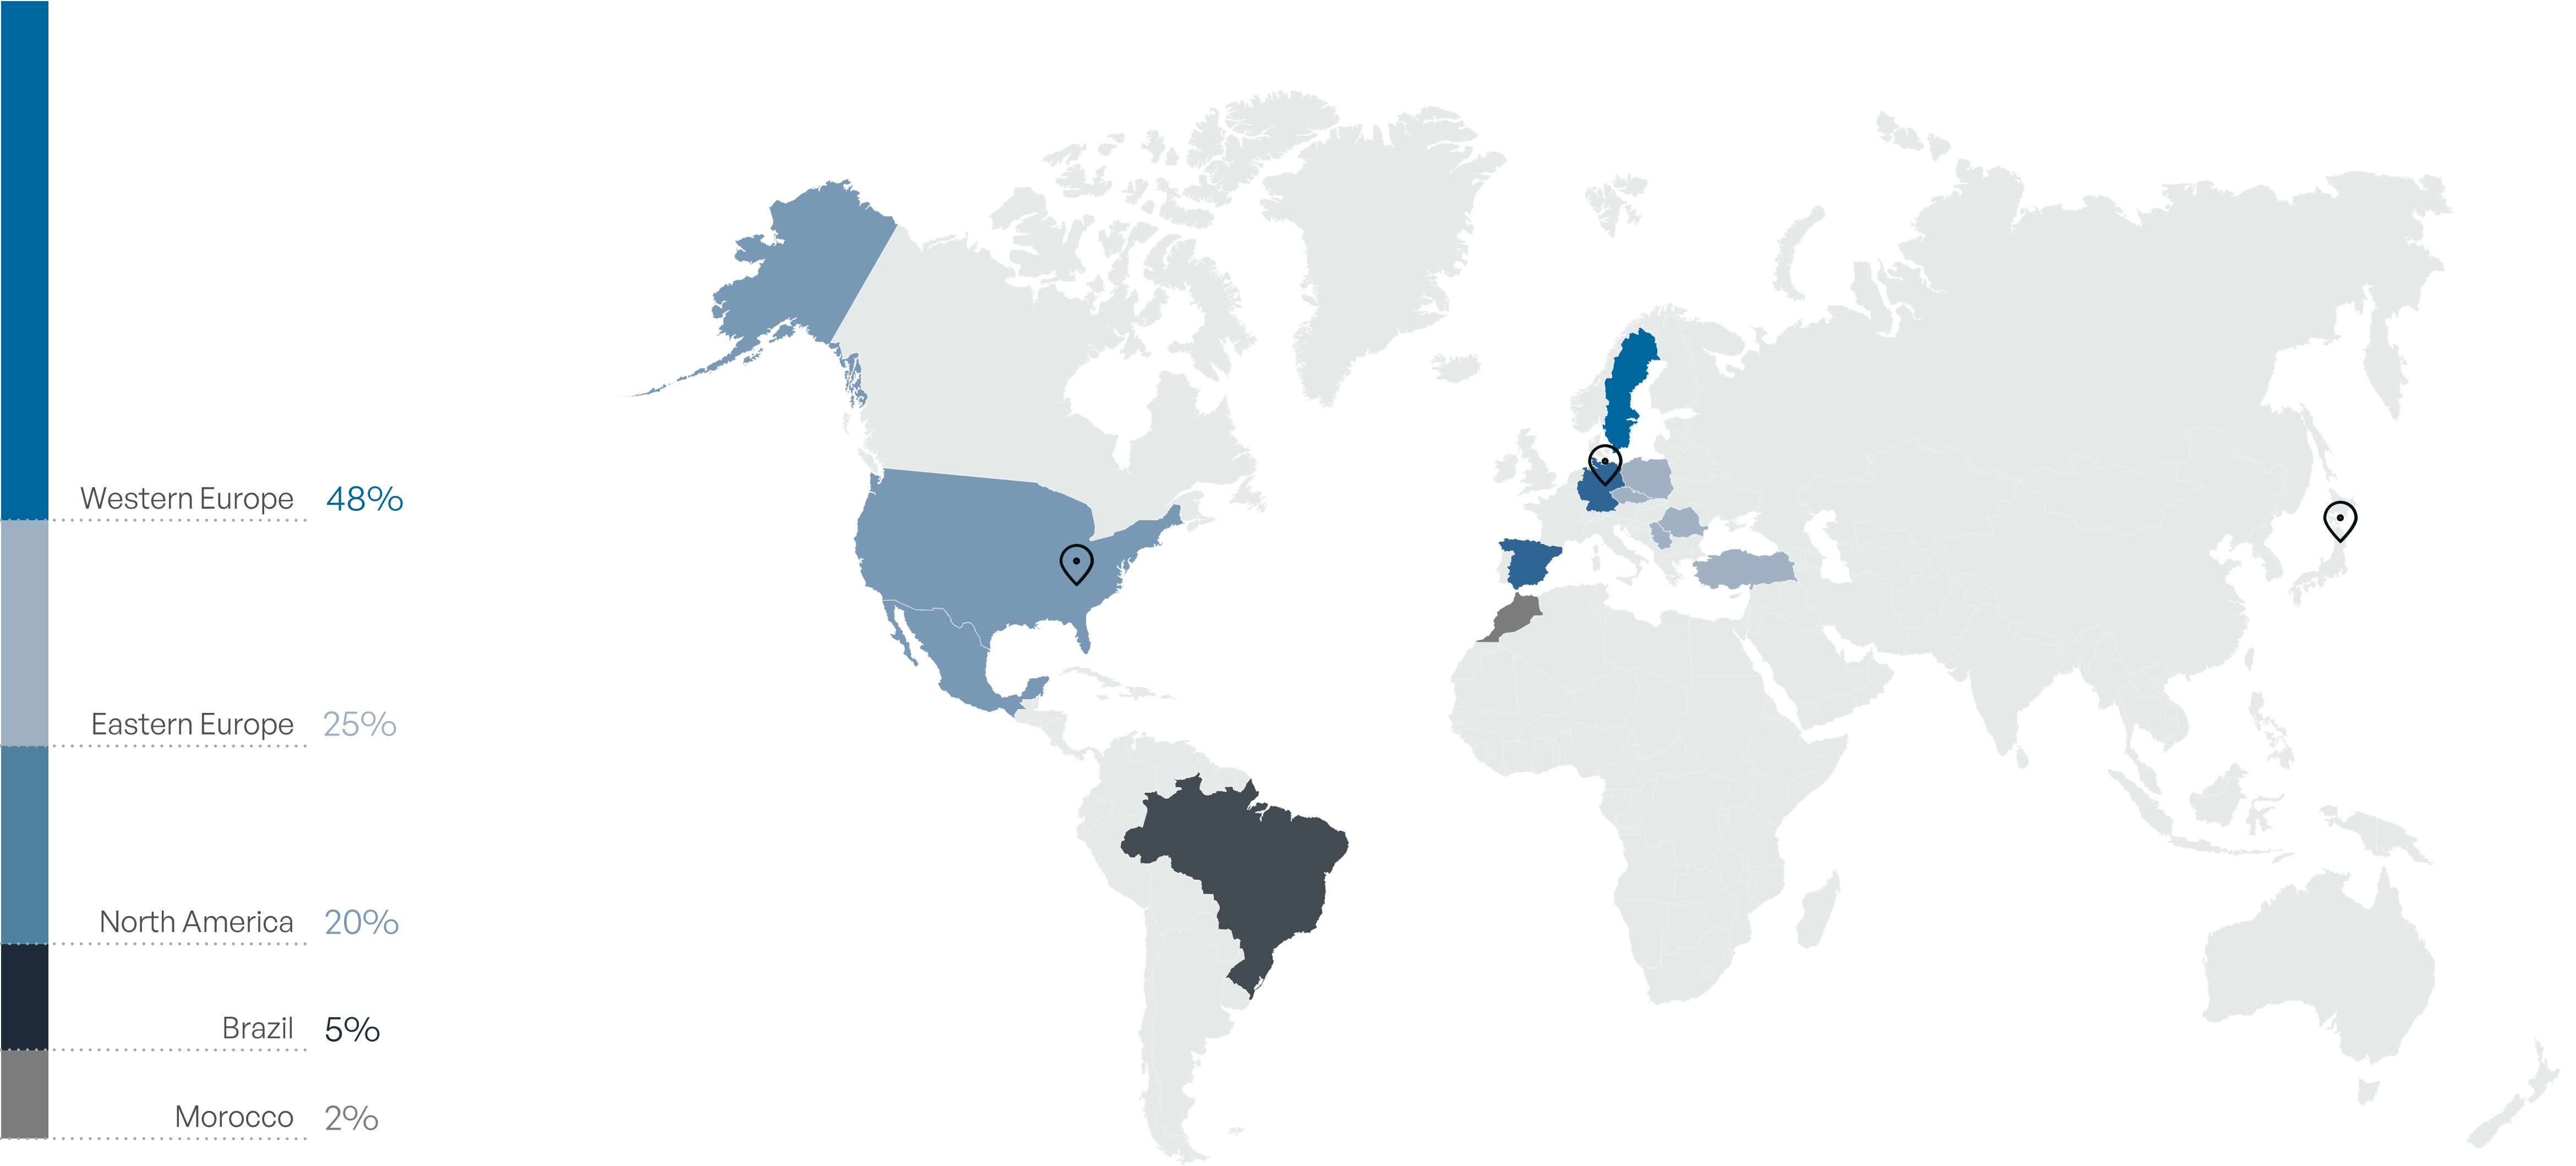 Western Europe 48%
Eastern Europe 25%
North America 20%
Brazil 5%
Morocco 2%